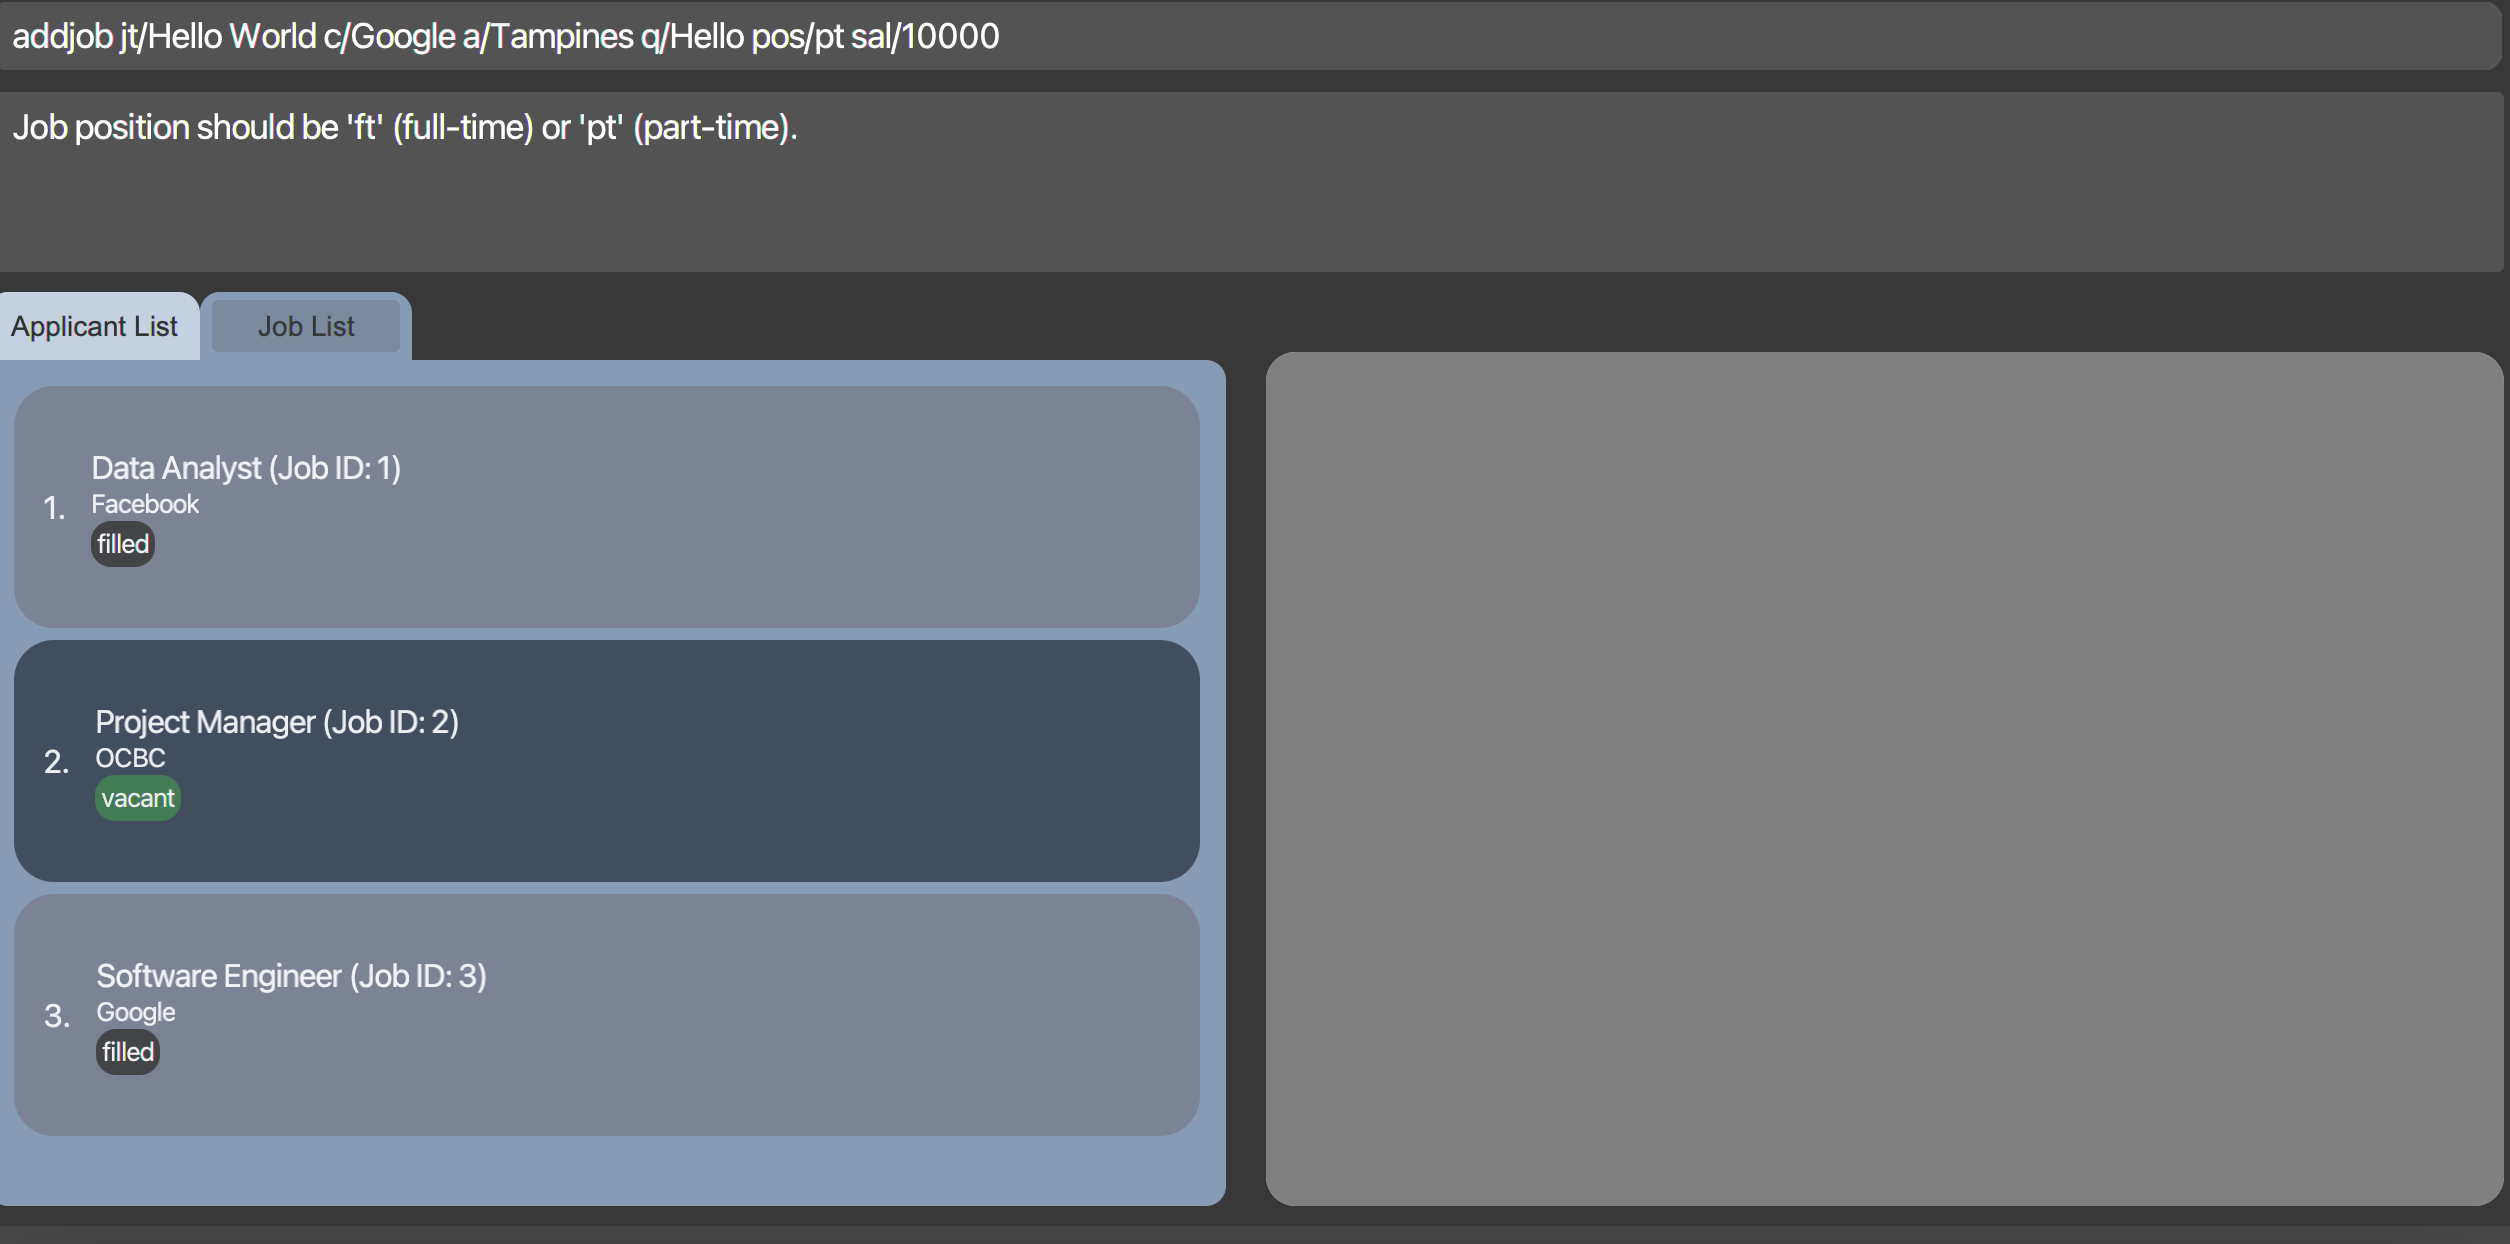 addjob jt/Hello World c/Google a/Tampines q/Hello pos/pt sal/10000
Job position should be 'ft' (full-time) or 'pt' (part-time).
Applicant List
Job List
1.
Data Analyst (Job ID: 1)
Facebook
filled
2.
Project Manager (Job ID: 2)
OCBC
vacant
3.
Software Engineer (Job ID: 3)
Google
filled